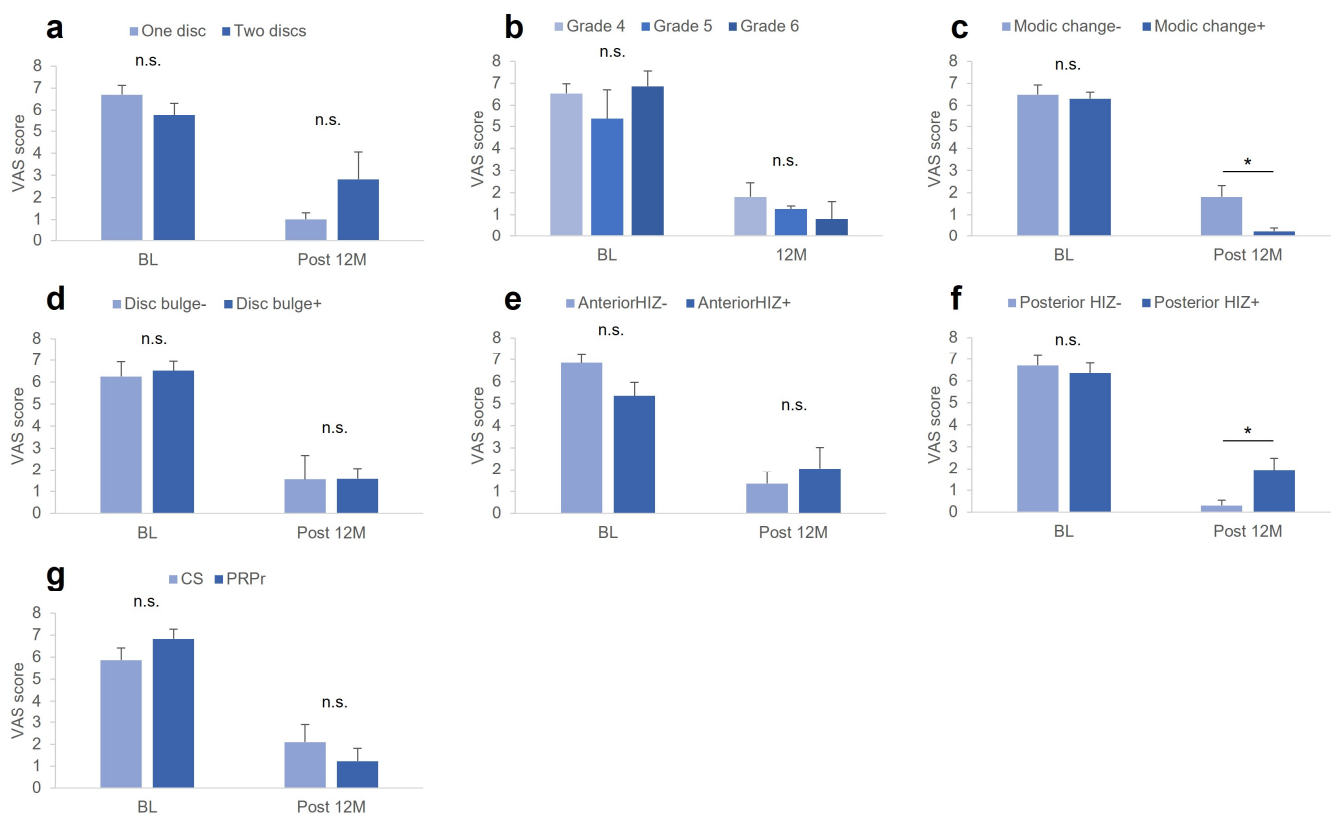 a
One disc Two discs
n.s.
n.s.
VAS score
8
7
6
5
4
3
2
1
0
BL Post 12M
b
Grade 4 Grade 5 Grade 6
n.s.
n.s.
VAS score
8
7
6
5
4
3
2
1
0
BL 12M
c
Modic change- Modic change+
n.s.
*
VAS score
8
7
6
5
4
3
2
1
0
BL Post 12M
d
Disc bulge- Disc bulge+
n.s.
n.s.
VAS score
8
7
6
5
4
3
2
1
0
BL Post 12M
e
AnteriorHIZ- AnteriorHIZ+
n.s.
n.s.
VAS socre
8
7
6
5
4
3
2
1
0
BL Post 12M
f
Posterior HIZ- Posterior HIZ+
n.s.
*
VAS score
8
7
6
5
4
3
2
1
0
BL Post 12M
g
CS PRPr
n.s.
n.s.
VAS score
8
7
6
5
4
3
2
1
0
BL Post 12M